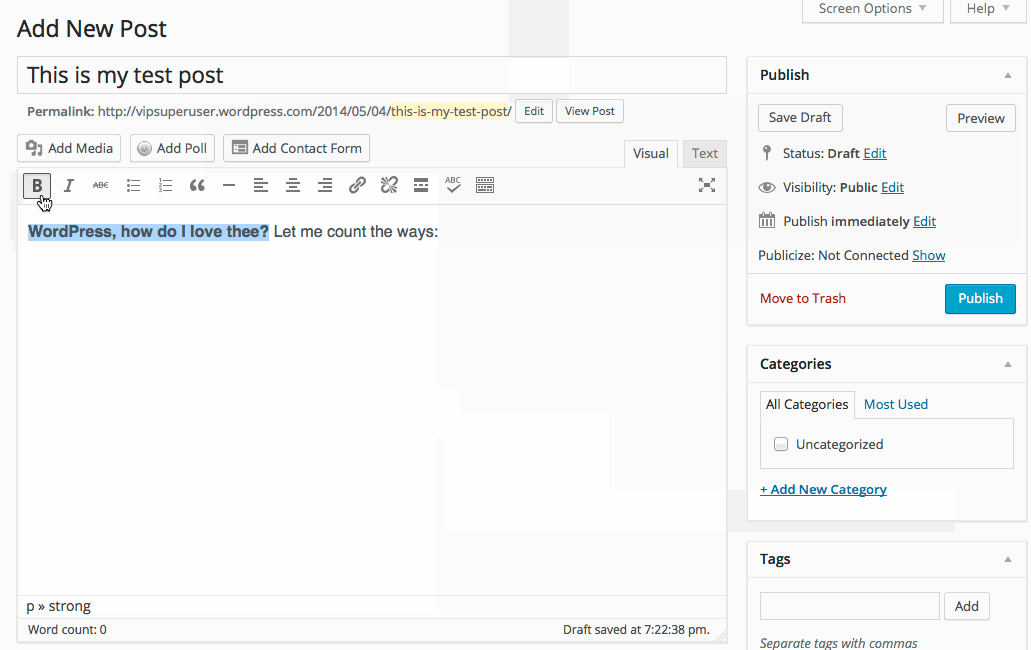 Screen Options Help
Add New Post
This is my test post
Permalink: http://vipsuperuser.wordpress.com/2014/05/04/this-is-my-test-post/ Edit View Post
Add Media Add Poll Add Contact Form
Visual Text
B I ABC ABC
WordPress, how do I love thee? Let me count the ways:
p » strong
Word count: 0 Draft saved at 7:22:38 pm.
Publish
Save Draft Preview
Status: Draft Edit
Visibility: Public Edit
Publish immediately Edit
Publicize: Not Connected Show
Move to Trash Publish
Categories
All Categories Most Used
Uncategorized
+ Add New Category
Tags
Add
Separate tags with commas